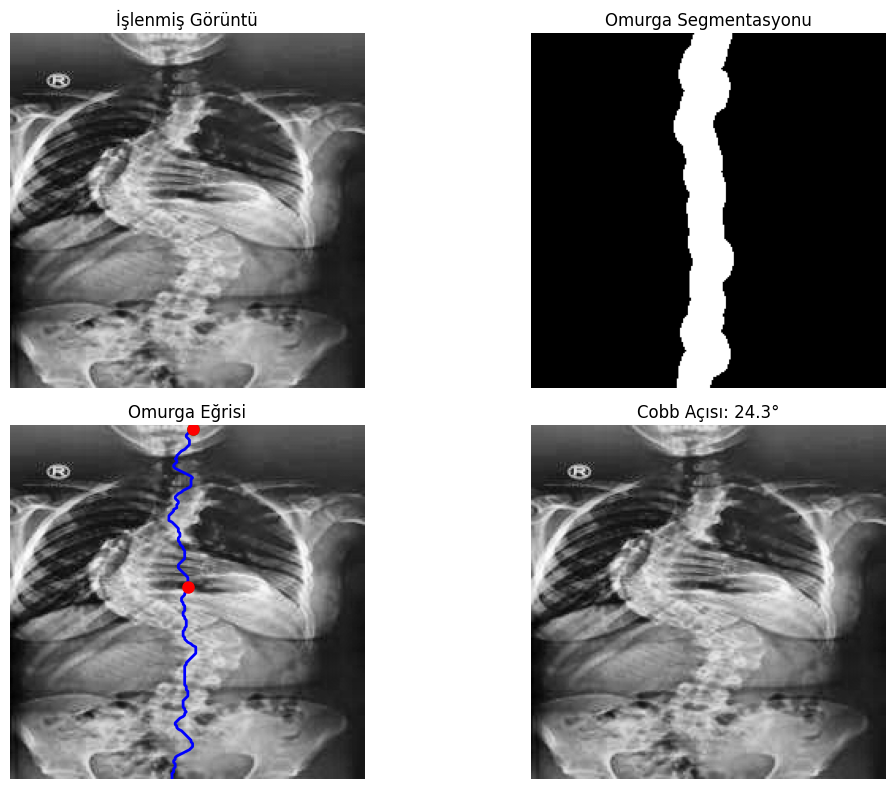 İşlenmiş Görüntü
Omurga Segmentasyonu
R
Omurga Eğrisi
Cobb Açısı: 24.3°
R
R